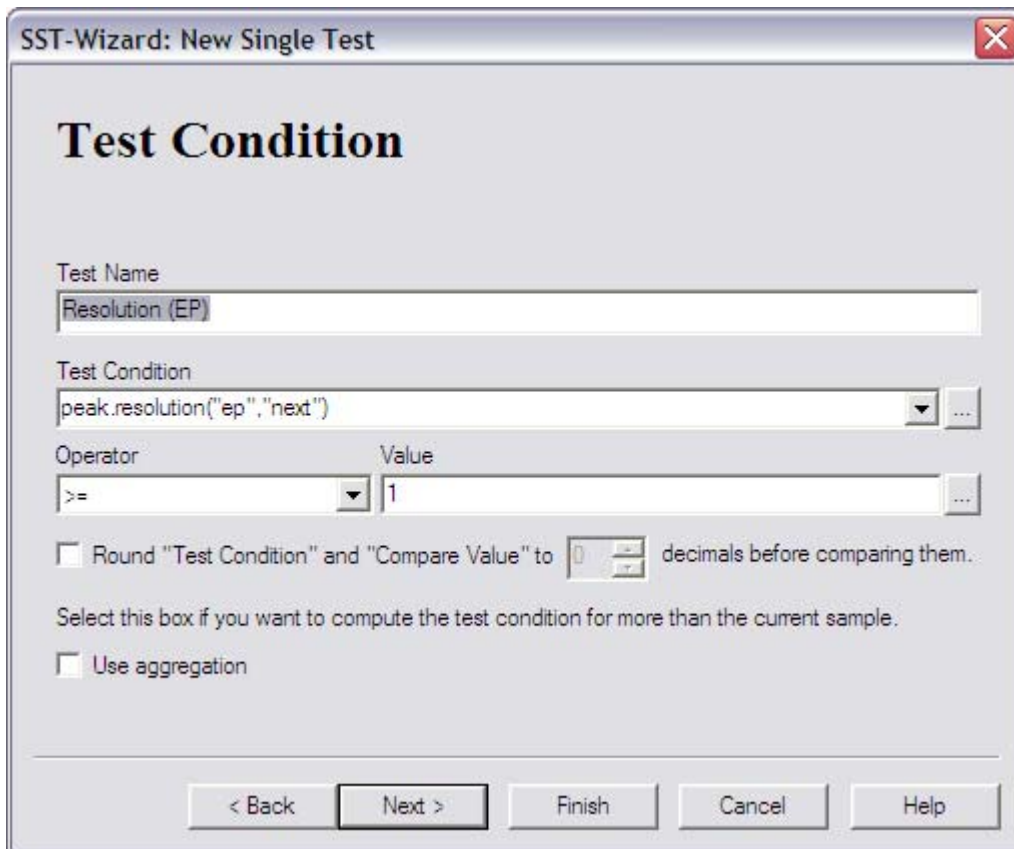 SST-Wizard: New Single Test
Test Condition
Test Name
Resolution (EP)
Test Condition
peak.resolution("ep","next")
...
Operator
Value
>=
1
...
Round "Test Condition" and "Compare Value" to 0 decimals before comparing them.
Select this box if you want to compute the test condition for more than the current sample.
Use aggregation
< Back
Next >
Finish
Cancel
Help